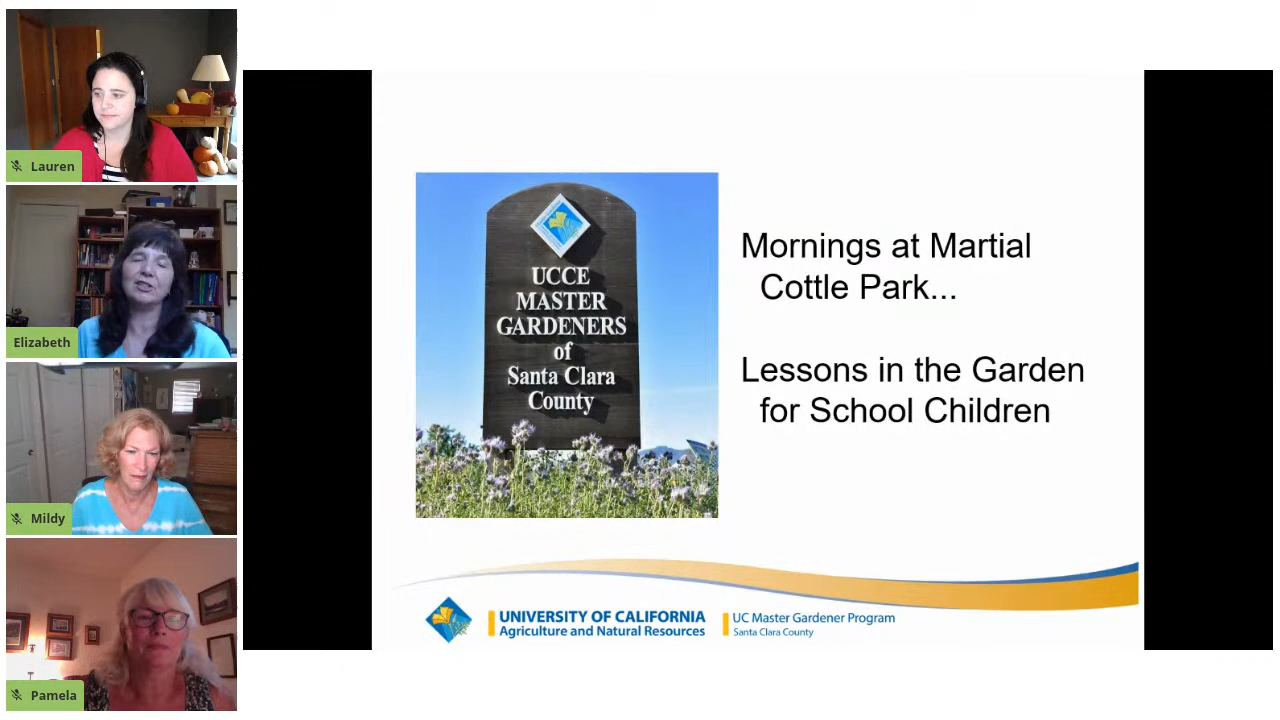 Lauren
Elizabeth
Mildy
Pamela
UCCE
MASTER
GARDENERS
of
Santa Clara
County
Mornings at Martial
Cottle Park...
Lessons in the Garden
for School Children
UNIVERSITY OF CALIFORNIA
Agriculture and Natural Resources
UC Master Gardener Program
Santa Clara County